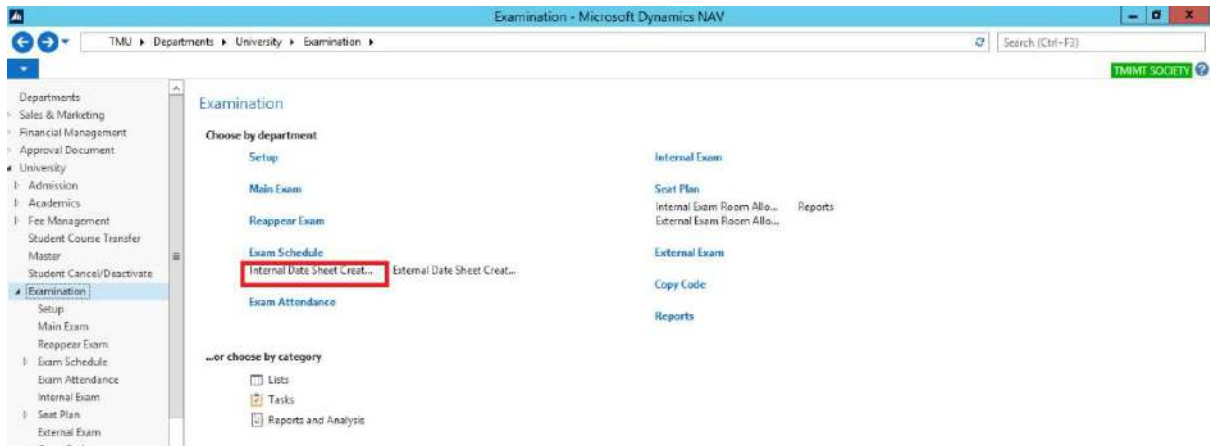 Examination - Microsoft Dynamics NAV
TMU Departments University Examination
Search (Ctrl+F3)
TMIMT SOCIETY
Departments
Sales & Marketing
Financial Management
Approval Document
University
Admission
Academics
Fee Management
Student Course Transfer
Master
Student Cancel/Deactivate
Examination
Setup
Main Exam
Reappear Exam
Exam Schedule
Exam Attendance
Internal Exam
Seat Plan
External Exam
Examination
Choose by department
Setup
Main Exam
Reappear Exam
Exam Schedule
Internal Date Sheet Creat... External Date Sheet Creat...
Exam Attendance
Internal Exam
Seat Plan
Internal Exam Room Allo... Reports
External Exam Room Allo...
External Exam
Copy Code
Reports
...or choose by category
Lists
Tasks
Reports and Analysis